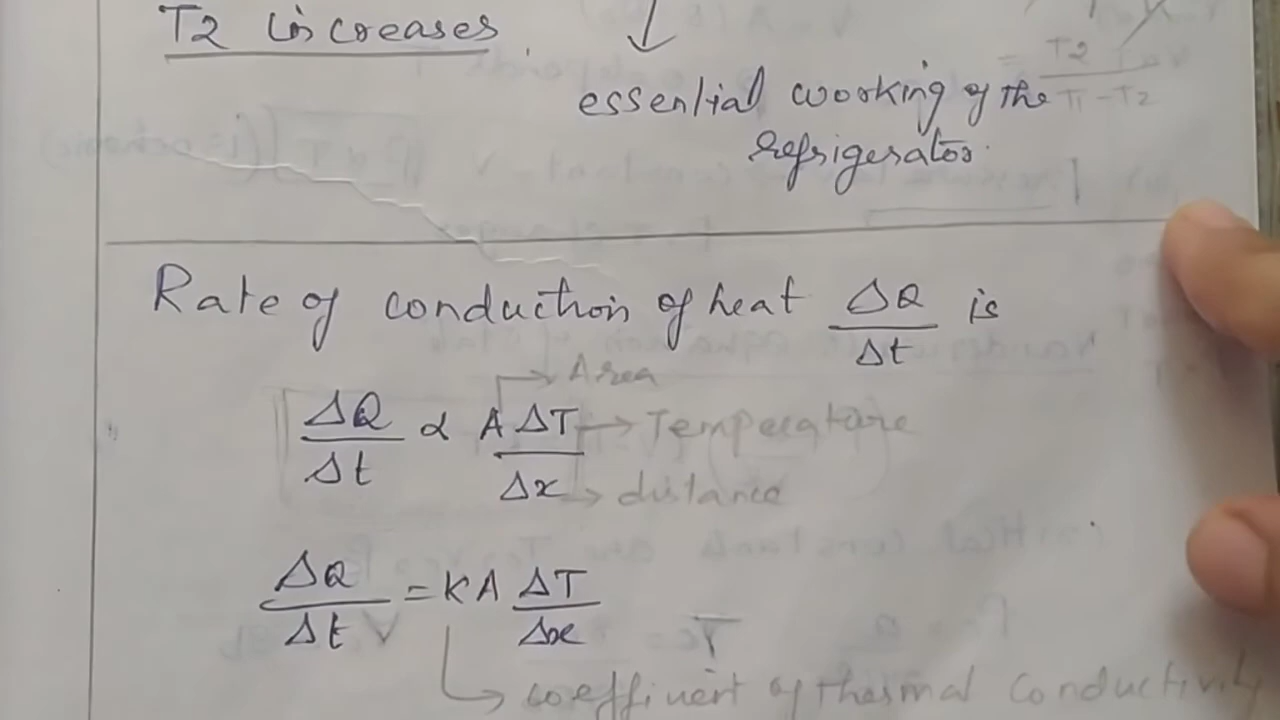 T2 increases
essential working of the
refrigerator.
T2
T1 - T2
Rate of conduction of heat ΔQ/Δt is
Area
ΔQ/Δt ∝ A ΔT/Δx
Temperature
distance
ΔQ/Δt = KA ΔT/Δx
coeffinent of thermal conductivity